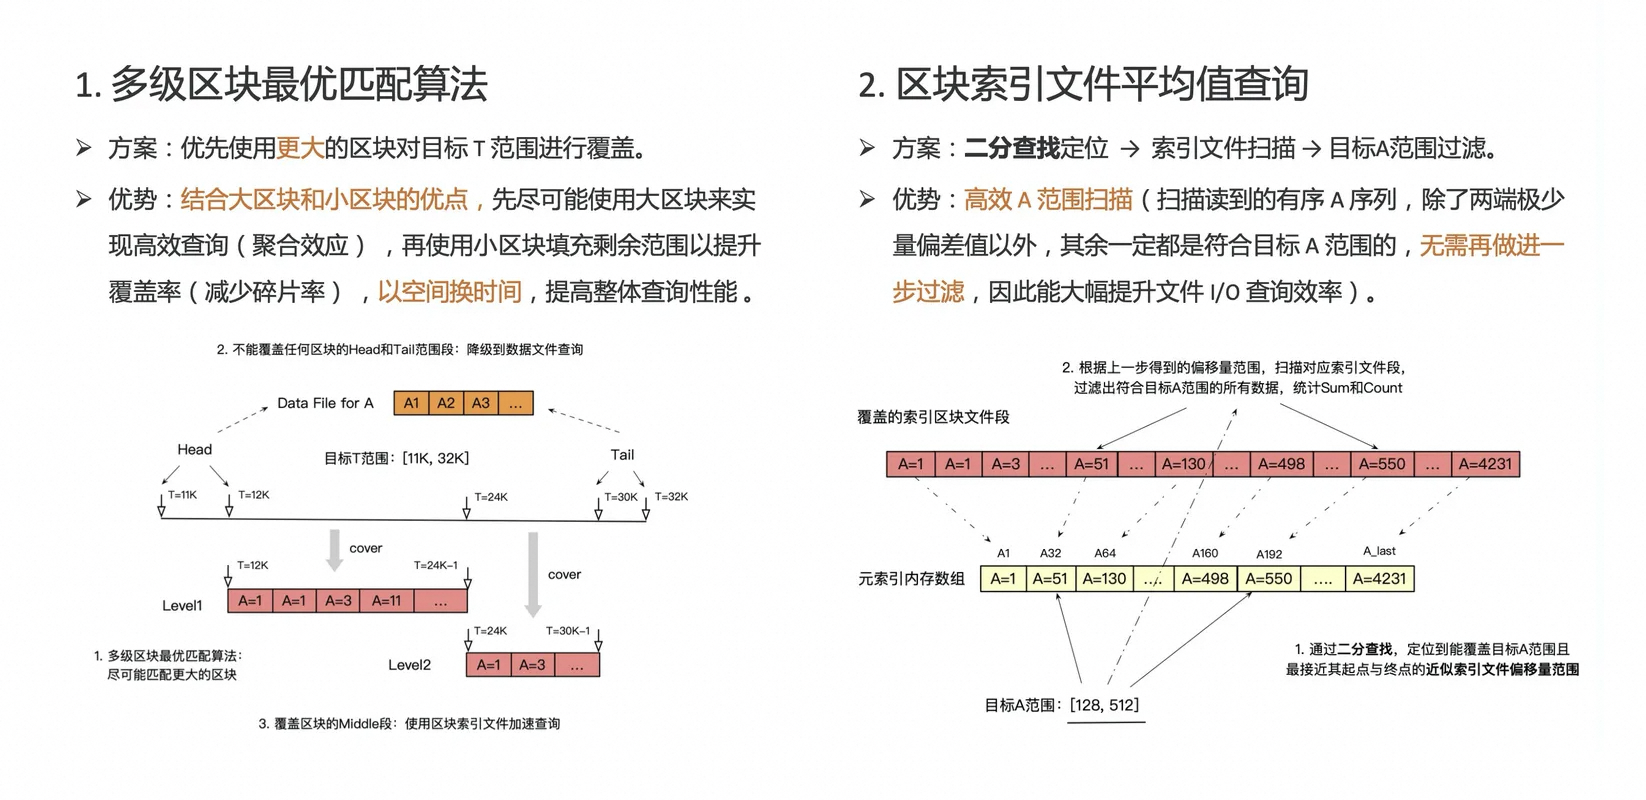 1. 多级区块最优匹配算法
➢ 方案：优先使用更大的区块对目标 T 范围进行覆盖。
➢ 优势：结合大区块和小区块的优点，先尽可能使用大区块来实
现高效查询（聚合效应），再使用小区块填充剩余范围以提升
覆盖率（减少碎片率），以空间换时间，提高整体查询性能。
2. 不能覆盖任何区块的Head和Tail范围段：降级到数据文件查询
Data File for A A1 A2 A3 ...
Head
目标T范围：[11K, 32K]
Tail
T=11K T=12K T=24K T=30K T=32K
cover
cover
T=12K T=24K-1
Level1 A=1 A=1 A=3 A=11 ...
T=24K T=30K-1
Level2 A=1 A=3 ...
1. 多级区块最优匹配算法：
尽可能匹配更大的区块
3. 覆盖区块的Middle段：使用区块索引文件加速查询
2. 区块索引文件平均值查询
➢ 方案：二分查找定位 → 索引文件扫描 → 目标A范围过滤。
➢ 优势：高效 A 范围扫描（扫描读到的有序 A 序列，除了两端极少
量偏差值以外，其余一定都是符合目标 A 范围的，无需再做进一
步过滤，因此能大幅提升文件 I/O 查询效率）。
2. 根据上一步得到的偏移量范围，扫描对应索引文件段，
过滤出符合目标A范围的所有数据，统计Sum和Count
覆盖的索引区块文件段
A=1 A=1 A=3 ... A=51 ... A=130 ... A=498 ... A=550 ... A=4231
A1 A32 A64 A160 A192 A_last
元索引内存数组 A=1 A=51 A=130 .... A=498 A=550 .... A=4231
1. 通过二分查找，定位到能覆盖目标A范围且
最接近其起点与终点的近似索引文件偏移量范围
目标A范围：[128, 512]